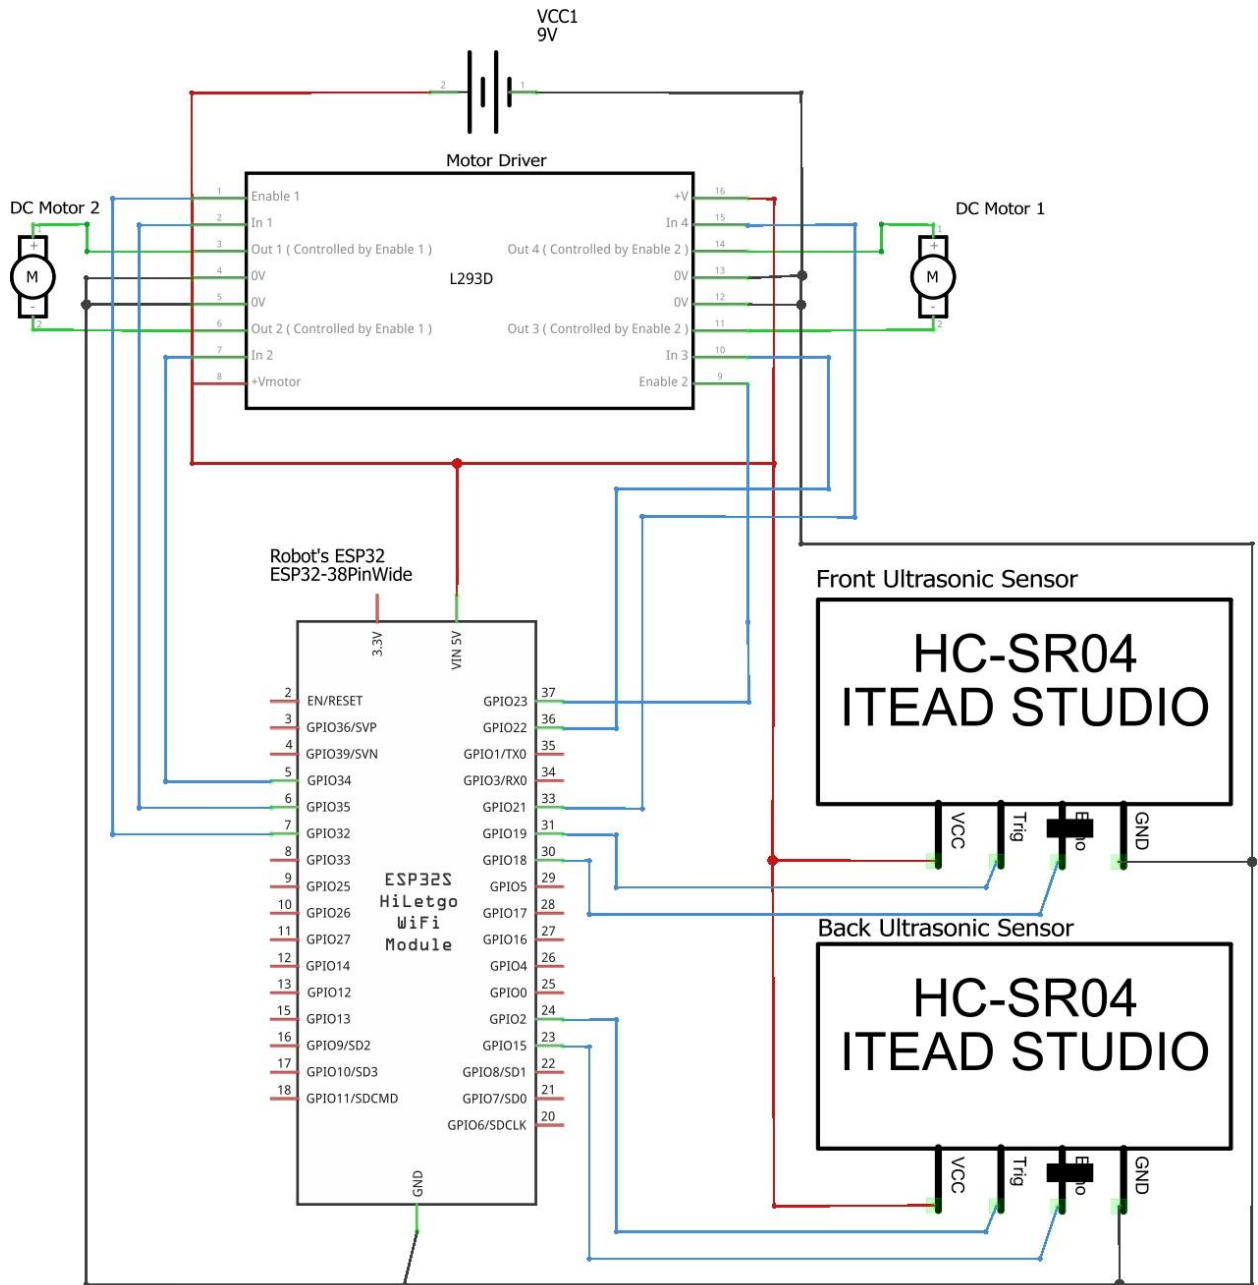 VCC1
9V
2
1
Motor Driver
DC Motor 2
DC Motor 1
1
+
M
-
2
1
+
M
-
2
L293D
1 Enable 1
2 In 1
3 Out 1 ( Controlled by Enable 1 )
4 0V
5 0V
6 Out 2 ( Controlled by Enable 1 )
7 In 2
8 +Vmotor
+V 16
In 4 15
Out 4 ( Controlled by Enable 2 ) 14
0V 13
0V 12
Out 3 ( Controlled by Enable 2 ) 11
In 3 10
Enable 2 9
Robot's ESP32
ESP32-38PinWide
3.3V
VIN 5V
2 EN/RESET
3 GPIO36/SVP
4 GPIO39/SVN
5 GPIO34
6 GPIO35
7 GPIO32
8 GPIO33
9 GPIO25
10 GPIO26
11 GPIO27
12 GPIO14
13 GPIO12
15 GPIO13
16 GPIO9/SD2
17 GPIO10/SD3
18 GPIO11/SDCMD
ESP32S
HiLetgo
WiFi
Module
GPIO23 37
GPIO22 36
GPIO1/TX0 35
GPIO3/RX0 34
GPIO21 33
GPIO19 31
GPIO18 30
GPIO5 29
GPIO17 28
GPIO16 27
GPIO4 26
GPIO0 25
GPIO2 24
GPIO15 23
GPIO8/SD1 22
GPIO7/SD0 21
GPIO6/SDCLK 20
GND
Front Ultrasonic Sensor
HC-SR04
ITEAD STUDIO
VCC
Trig
GND
Back Ultrasonic Sensor
HC-SR04
ITEAD STUDIO
VCC
Trig
GND